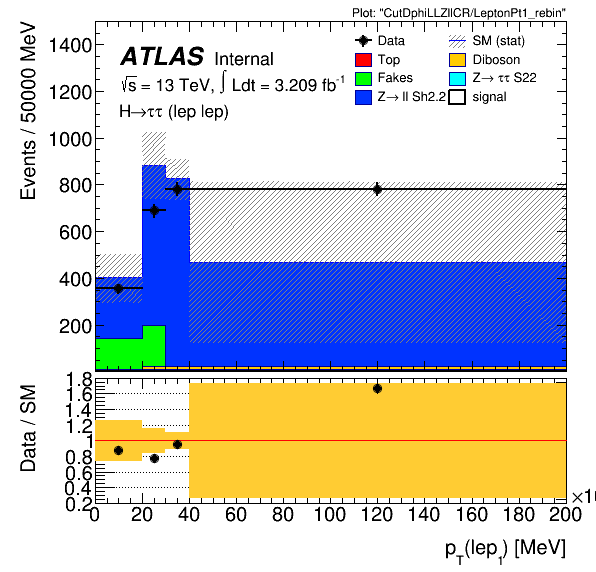 Plot: "CutDphiLLZllCR/LeptonPt1_rebin"
ATLAS Internal
√s = 13 TeV, ∫ Ldt = 3.209 fb⁻¹
H→ττ (lep lep)
Data
SM (stat)
Top
Diboson
Fakes
Z→ ττ S22
Z→ ll Sh2.2
signal
Events / 50000 MeV
1400
1200
1000
800
600
400
200
Data / SM
1.8
1.6
1.4
1.2
1
0.8
0.6
0.4
0.2
0 20 40 60 80 100 120 140 160 180 200
p_T(lep_1) [MeV]